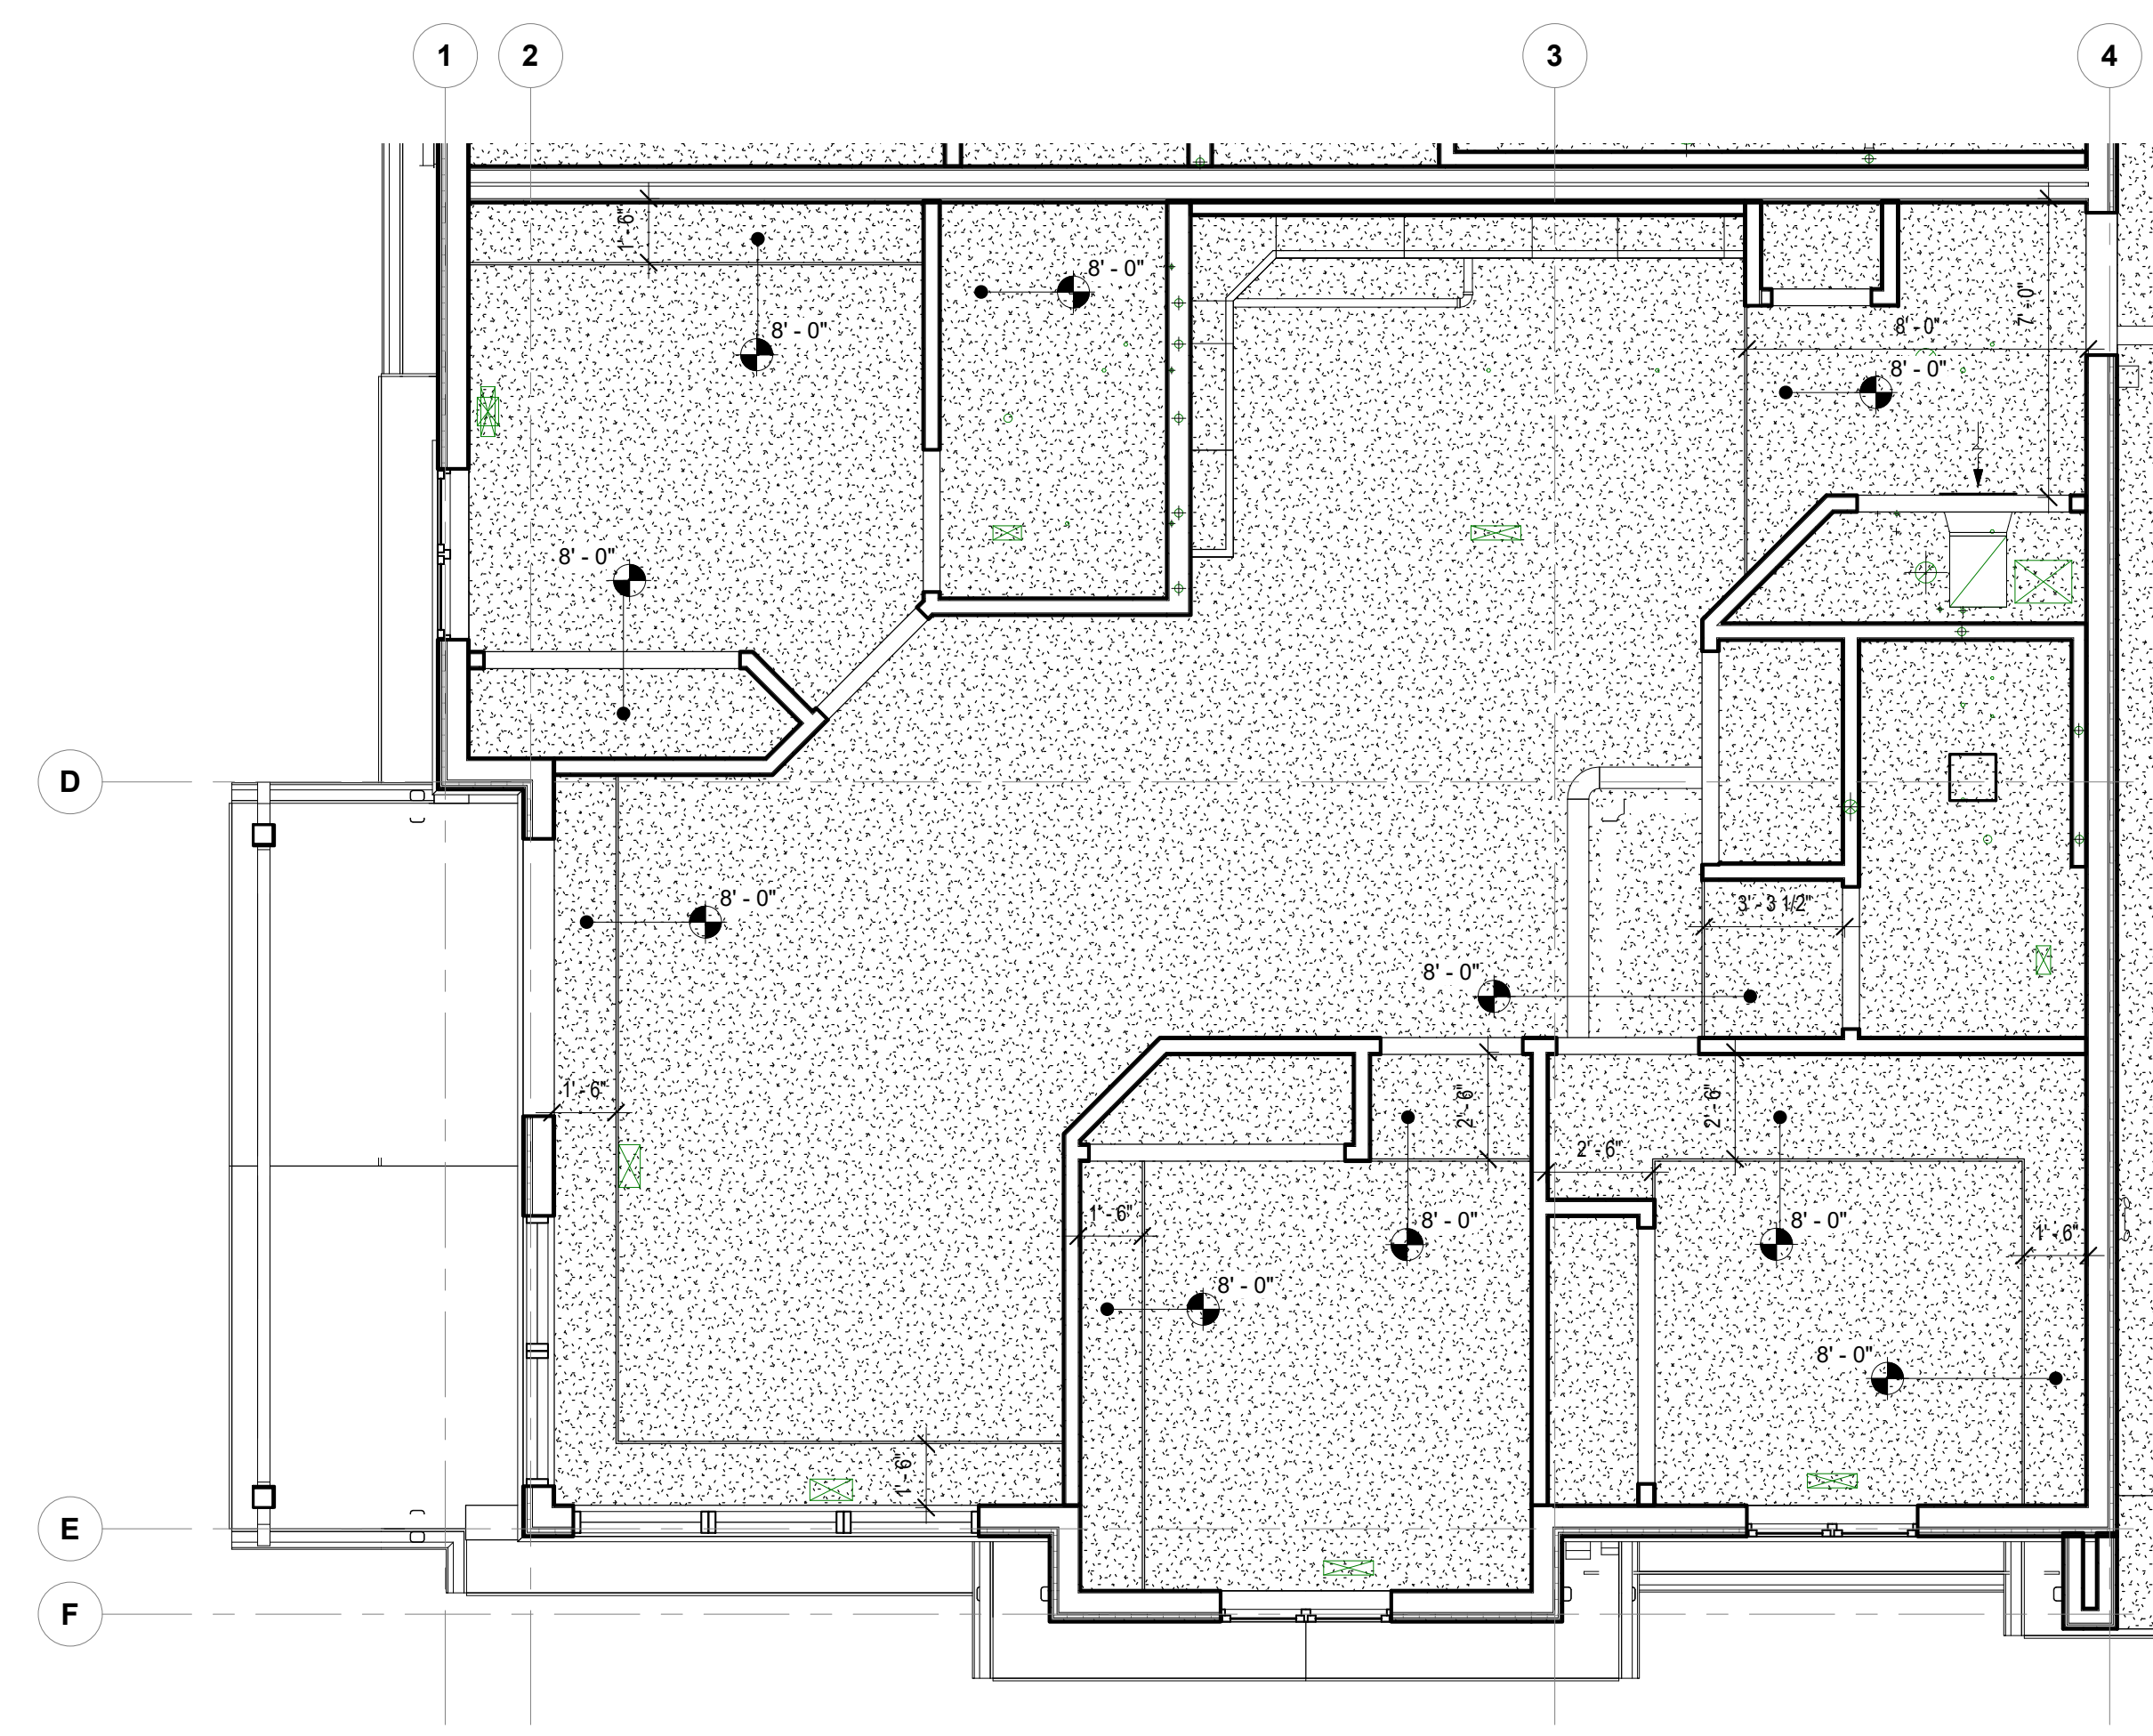 1
2
3
4
1' - 6"
8' - 0"
8' - 0"
7' - 0"
8' - 0"
8' - 0"
8' - 0"
D
8' - 0"
3' - 3 1/2"
8' - 0"
1' - 6"
2' - 6"
2' - 6"
2' - 6"
1' - 6"
8' - 0"
8' - 0"
1' - 6"
8' - 0"
8' - 0"
1' - 6"
E
F